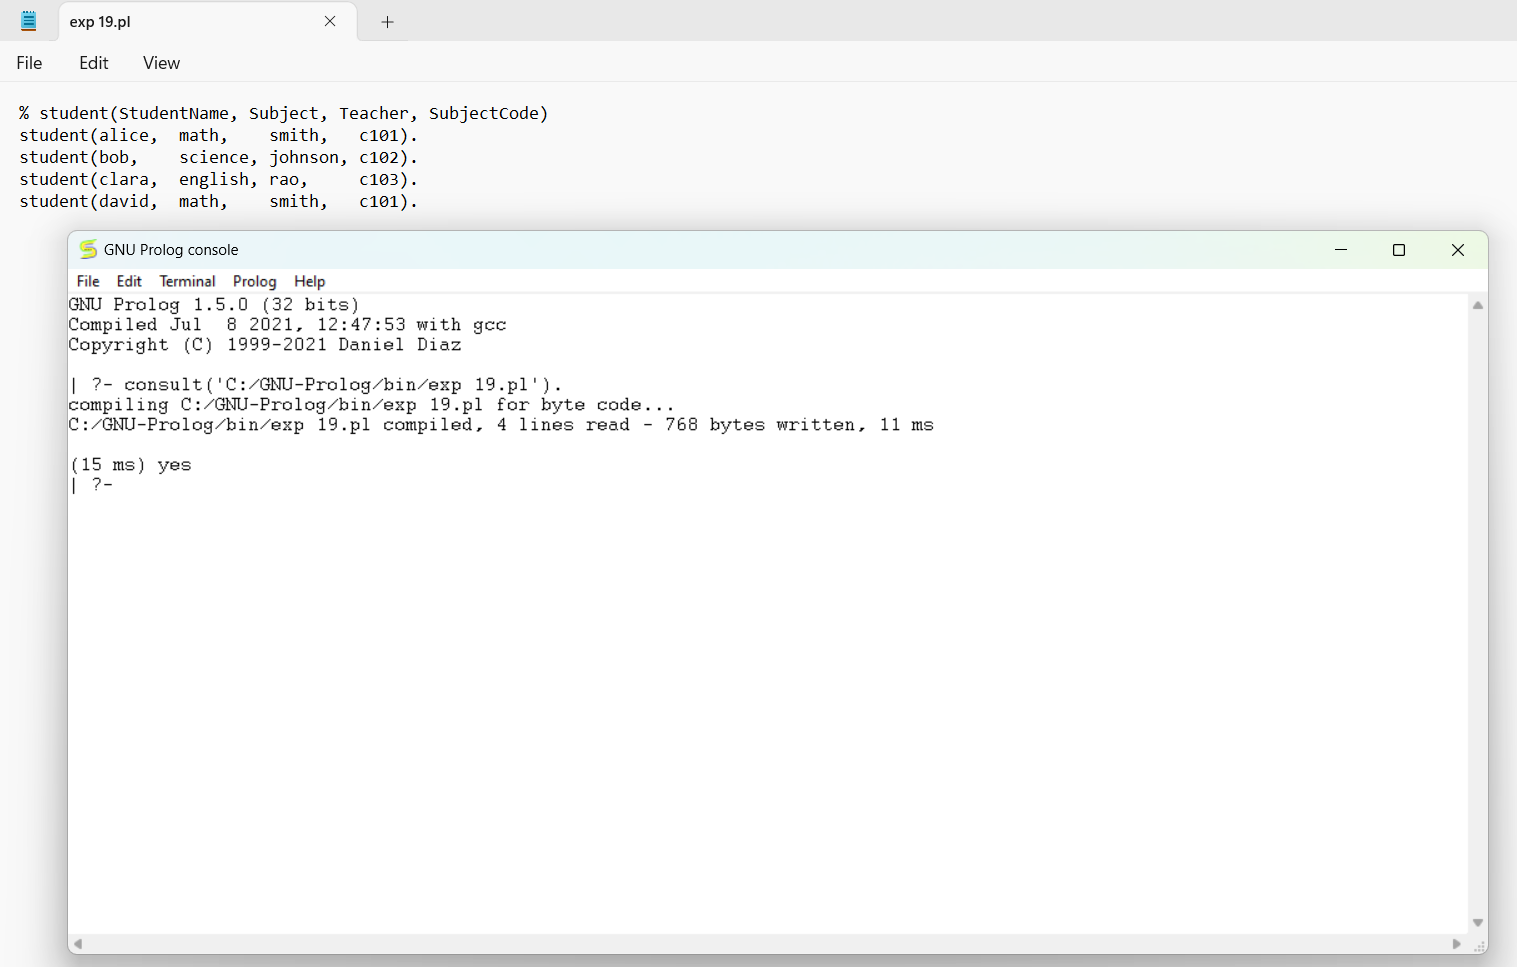 exp 19.pl
File Edit View
% student(StudentName, Subject, Teacher, SubjectCode)
student(alice,  math,    smith,   c101).
student(bob,    science, johnson, c102).
student(clara,  english, rao,     c103).
student(david,  math,    smith,   c101).
GNU Prolog console
File Edit Terminal Prolog Help
GNU Prolog 1.5.0 (32 bits)
Compiled Jul  8 2021, 12:47:53 with gcc
Copyright (C) 1999-2021 Daniel Diaz
| ?- consult('C:/GNU-Prolog/bin/exp 19.pl').
compiling C:/GNU-Prolog/bin/exp 19.pl for byte code...
C:/GNU-Prolog/bin/exp 19.pl compiled, 4 lines read - 768 bytes written, 11 ms
(15 ms) yes
| ?-